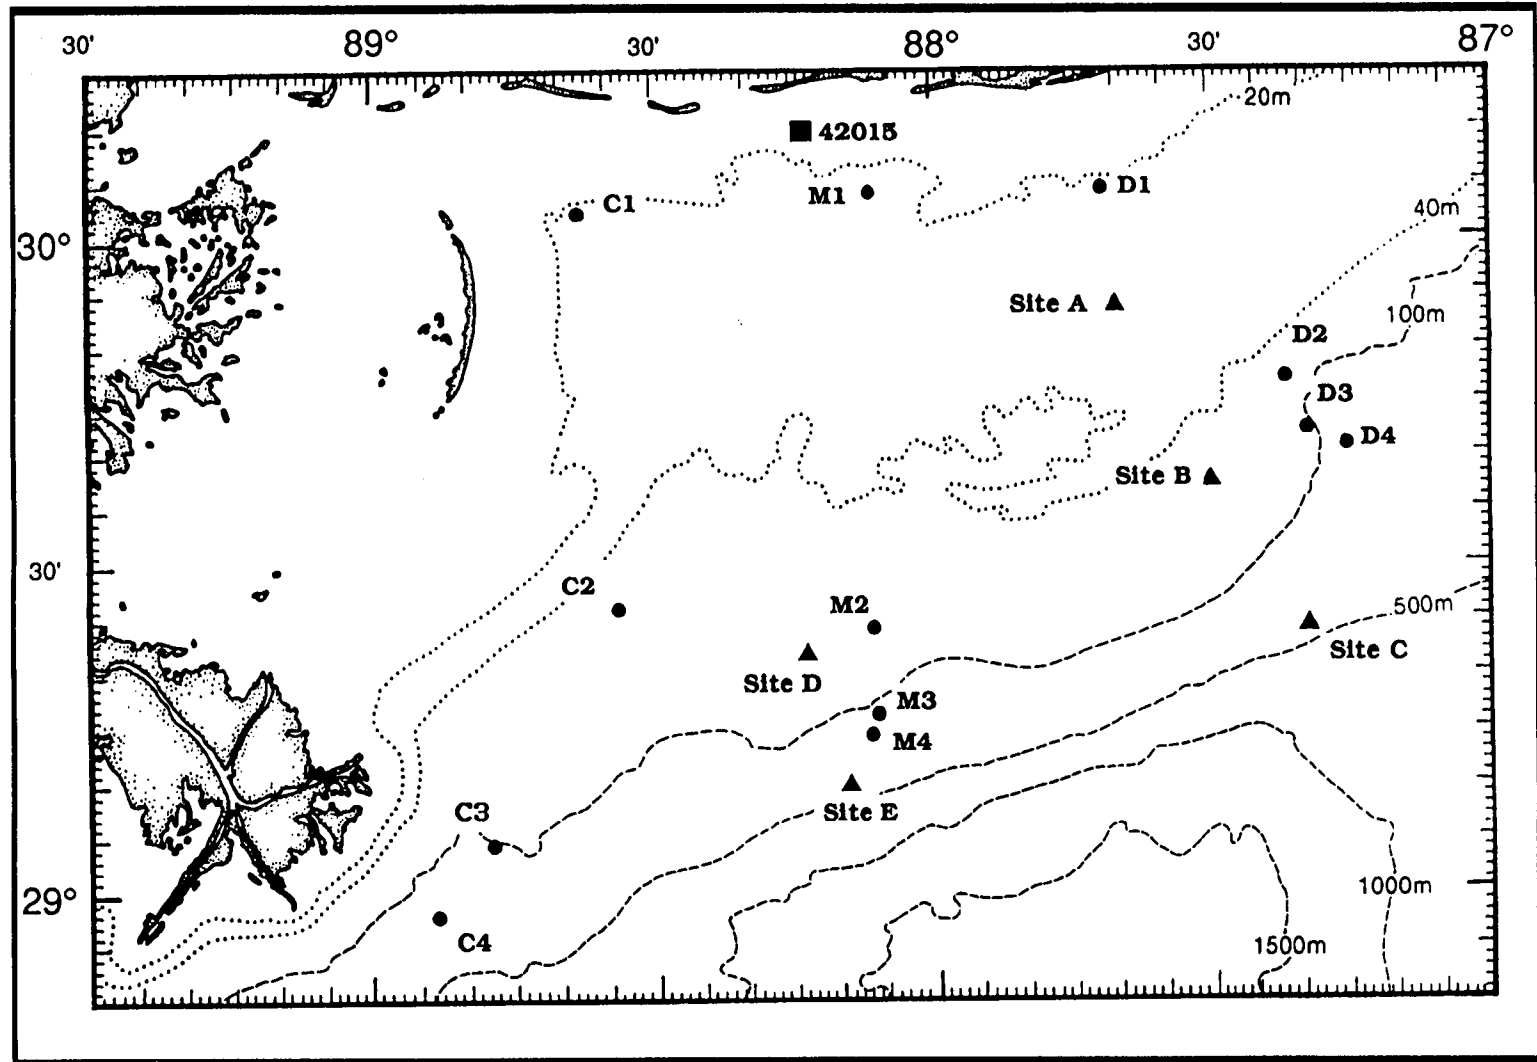 30'
89°
30'
88°
30'
87°
20m
42015
M1
D1
C1
40m
30°
Site A
100m
D2
D3
D4
Site B
30'
C2
M2
500m
Site C
Site D
M3
M4
Site E
C3
1000m
29°
C4
1500m